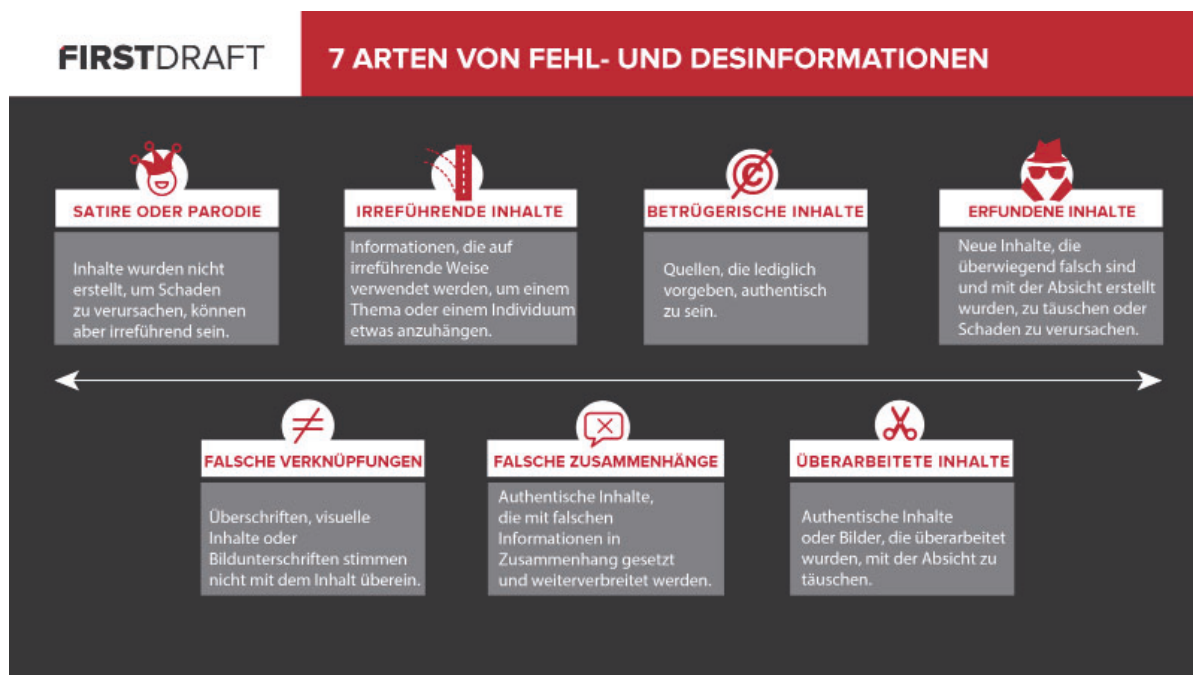 FIRSTDRAFT
7 ARTEN VON FEHL- UND DESINFORMATIONEN
SATIRE ODER PARODIE
Inhalte wurden nicht
erstellt, um Schaden
zu verursachen, können
aber irreführend sein.
IRREFÜHRENDE INHALTE
Informationen, die auf
irreführende Weise
verwendet werden, um einem
Thema oder einem Individuum
etwas anzuhängen.
BETRÜGERISCHE INHALTE
Quellen, die lediglich
vorgeben, authentisch
zu sein.
ERFUNDENE INHALTE
Neue Inhalte, die
überwiegend falsch sind
und mit der Absicht erstellt
wurden, zu täuschen oder
Schaden zu verursachen.
FALSCHE VERKNÜPFUNGEN
Überschriften, visuelle
Inhalte oder
Bildunterschriften stimmen
nicht mit dem Inhalt überein.
FALSCHE ZUSAMMENHÄNGE
Authentische Inhalte,
die mit falschen
Informationen in
Zusammenhang gesetzt
und weiterverbreitet werden.
ÜBERARBEITETE INHALTE
Authentische Inhalte
oder Bilder, die überarbeitet
wurden, mit der Absicht zu
täuschen.